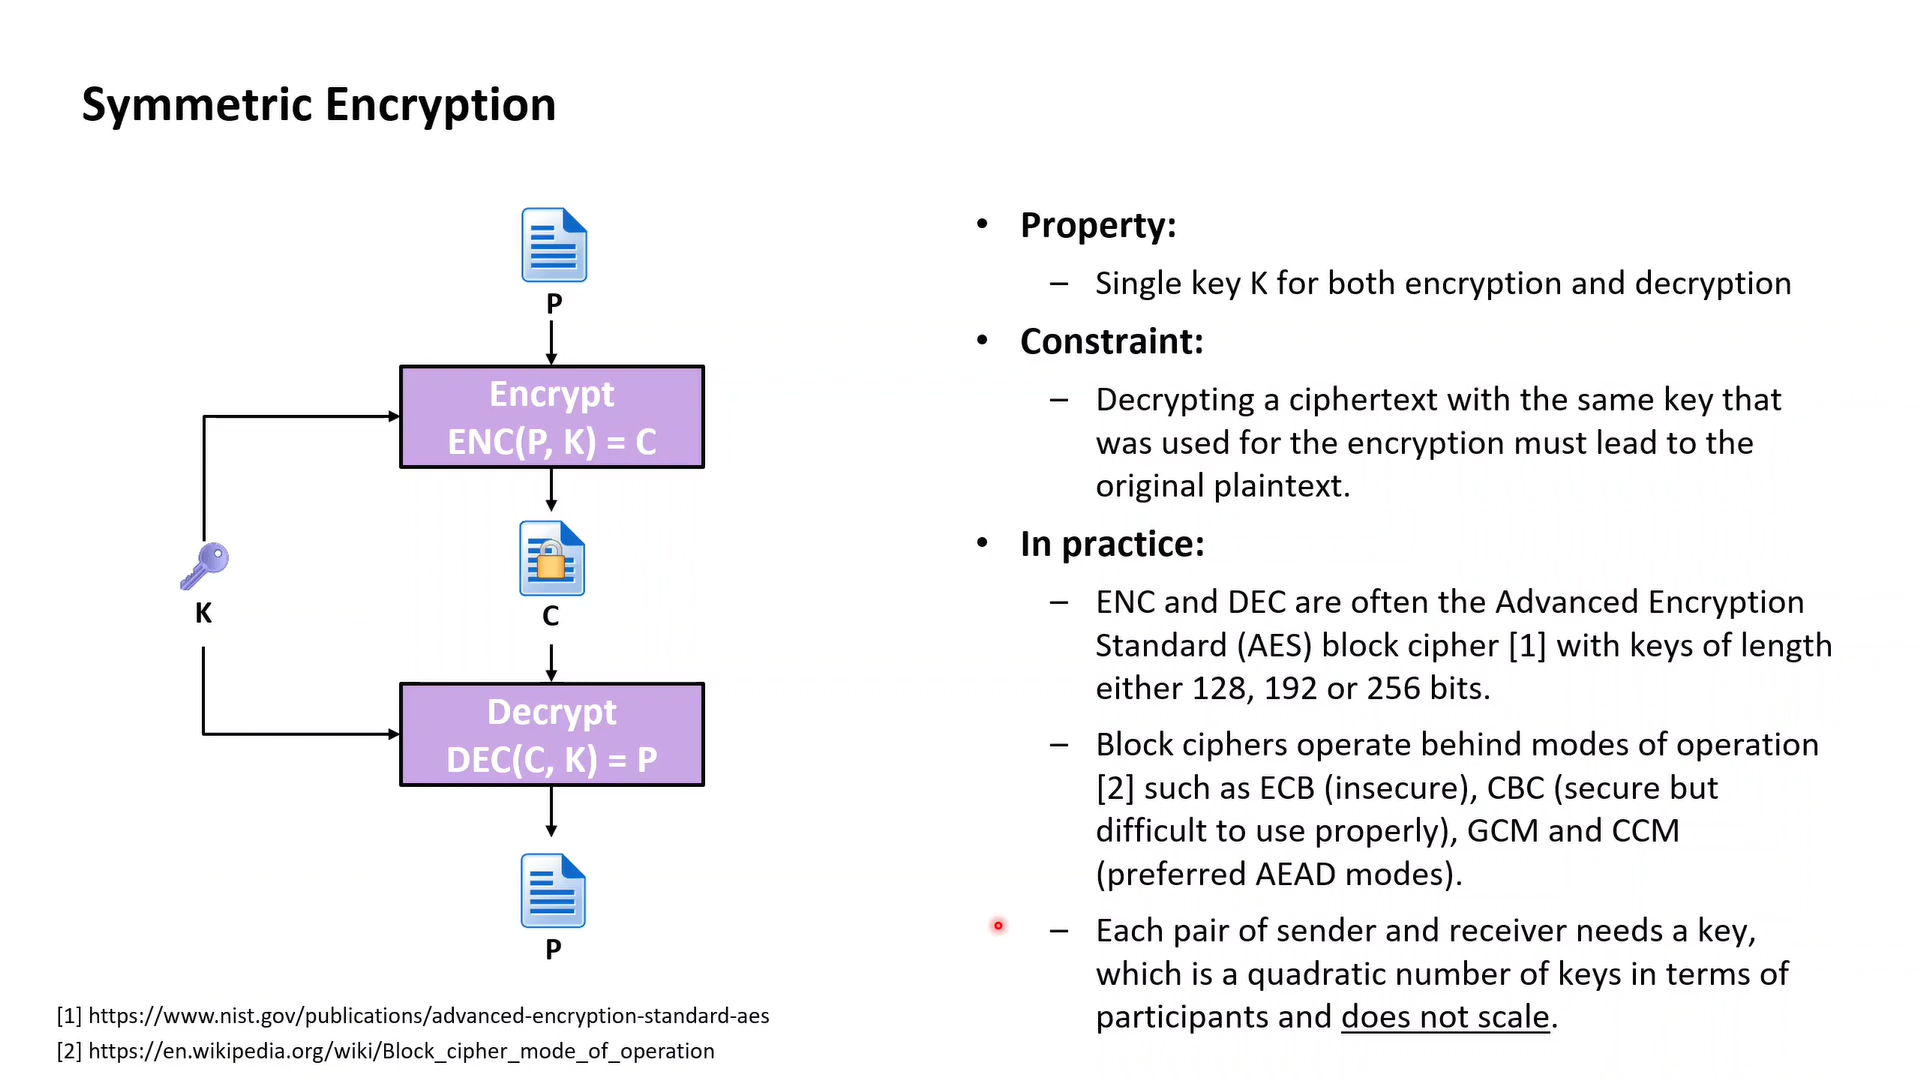 Symmetric Encryption
P
Encrypt
ENC(P, K) = C
K
C
Decrypt
DEC(C, K) = P
P
• Property:
– Single key K for both encryption and decryption
• Constraint:
– Decrypting a ciphertext with the same key that
was used for the encryption must lead to the
original plaintext.
• In practice:
– ENC and DEC are often the Advanced Encryption
Standard (AES) block cipher [1] with keys of length
either 128, 192 or 256 bits.
– Block ciphers operate behind modes of operation
[2] such as ECB (insecure), CBC (secure but
difficult to use properly), GCM and CCM
(preferred AEAD modes).
– Each pair of sender and receiver needs a key,
which is a quadratic number of keys in terms of
participants and does not scale.
[1] https://www.nist.gov/publications/advanced-encryption-standard-aes
[2] https://en.wikipedia.org/wiki/Block_cipher_mode_of_operation